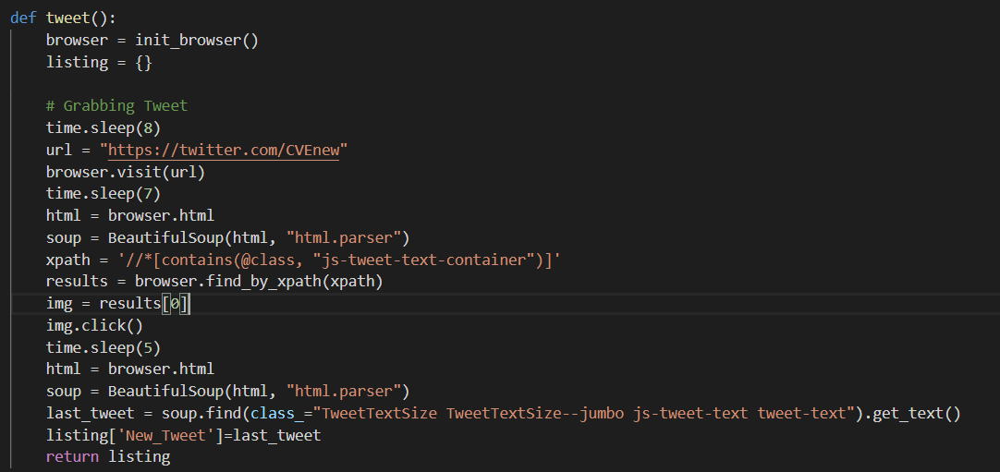 def tweet():
    browser = init_browser()
    listing = {}

    # Grabbing Tweet
    time.sleep(8)
    url = "https://twitter.com/CVEnew"
    browser.visit(url)
    time.sleep(7)
    html = browser.html
    soup = BeautifulSoup(html, "html.parser")
    xpath = '//*[contains(@class, "js-tweet-text-container")]'
    results = browser.find_by_xpath(xpath)
    img = results[0]
    img.click()
    time.sleep(5)
    html = browser.html
    soup = BeautifulSoup(html, "html.parser")
    last_tweet = soup.find(class_="TweetTextSize TweetTextSize--jumbo js-tweet-text tweet-text").get_text()
    listing['New_Tweet']=last_tweet
    return listing